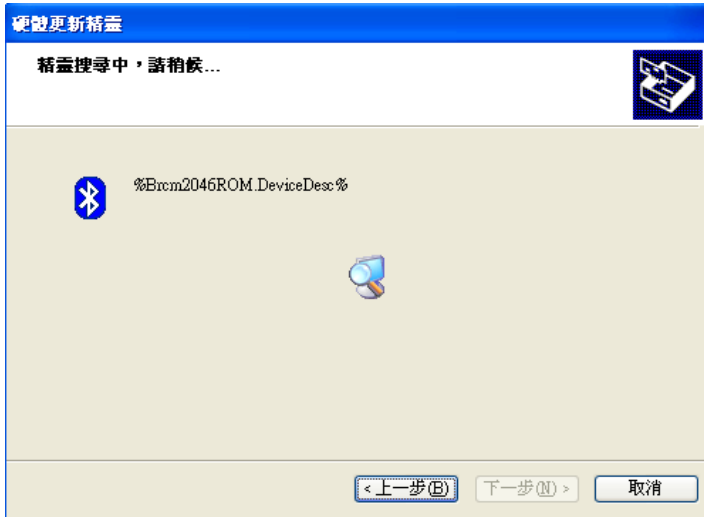 硬體更新精靈
精靈搜尋中，請稍候...
%Brcm2046ROM.DeviceDesc%
<上一步(B) 下一步(N) > 取消